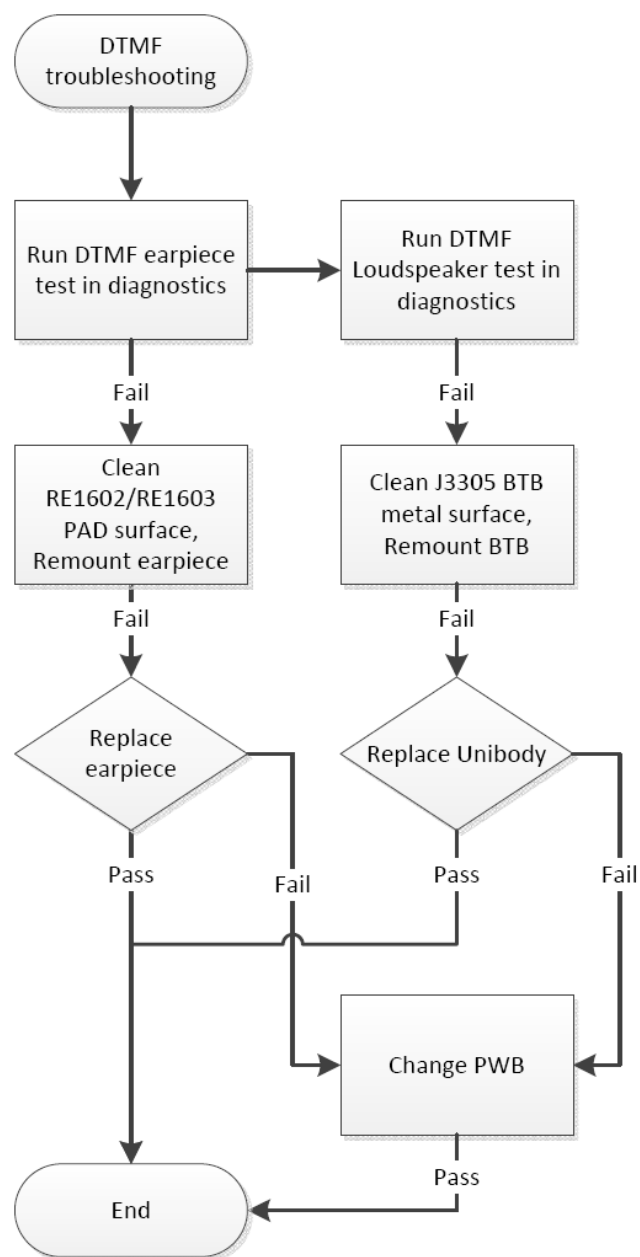 DTMF
troubleshooting
Run DTMF earpiece
test in diagnostics
Run DTMF
Loudspeaker test in
diagnostics
Fail
Fail
Clean
RE1602/RE1603
PAD surface,
Remount earpiece
Clean J3305 BTB
metal surface,
Remount BTB
Fail
Fail
Replace
earpiece
Replace Unibody
Pass
Fail
Pass
Fail
Change PWB
Pass
End